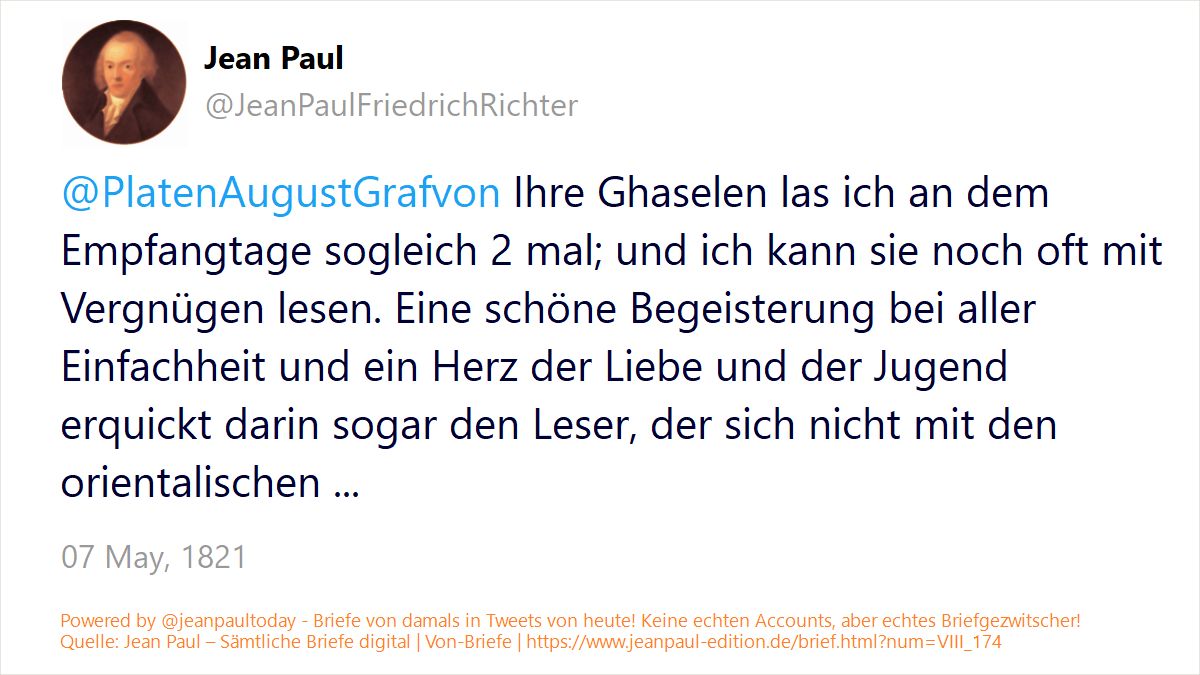 Jean Paul
@JeanPaulFriedrichRichter
@PlatenAugustGrafvon Ihre Ghaselen las ich an dem
Empfangtage sogleich 2 mal; und ich kann sie noch oft mit
Vergnügen lesen. Eine schöne Begeisterung bei aller
Einfachheit und ein Herz der Liebe und der Jugend
erquickt darin sogar den Leser, der sich nicht mit den
orientalischen ...
07 May, 1821
Powered by @jeanpaultoday - Briefe von damals in Tweets von heute! Keine echten Accounts, aber echtes Briefgezwitscher!
Quelle: Jean Paul – Sämtliche Briefe digital | Von-Briefe | https://www.jeanpaul-edition.de/brief.html?num=VIII_174